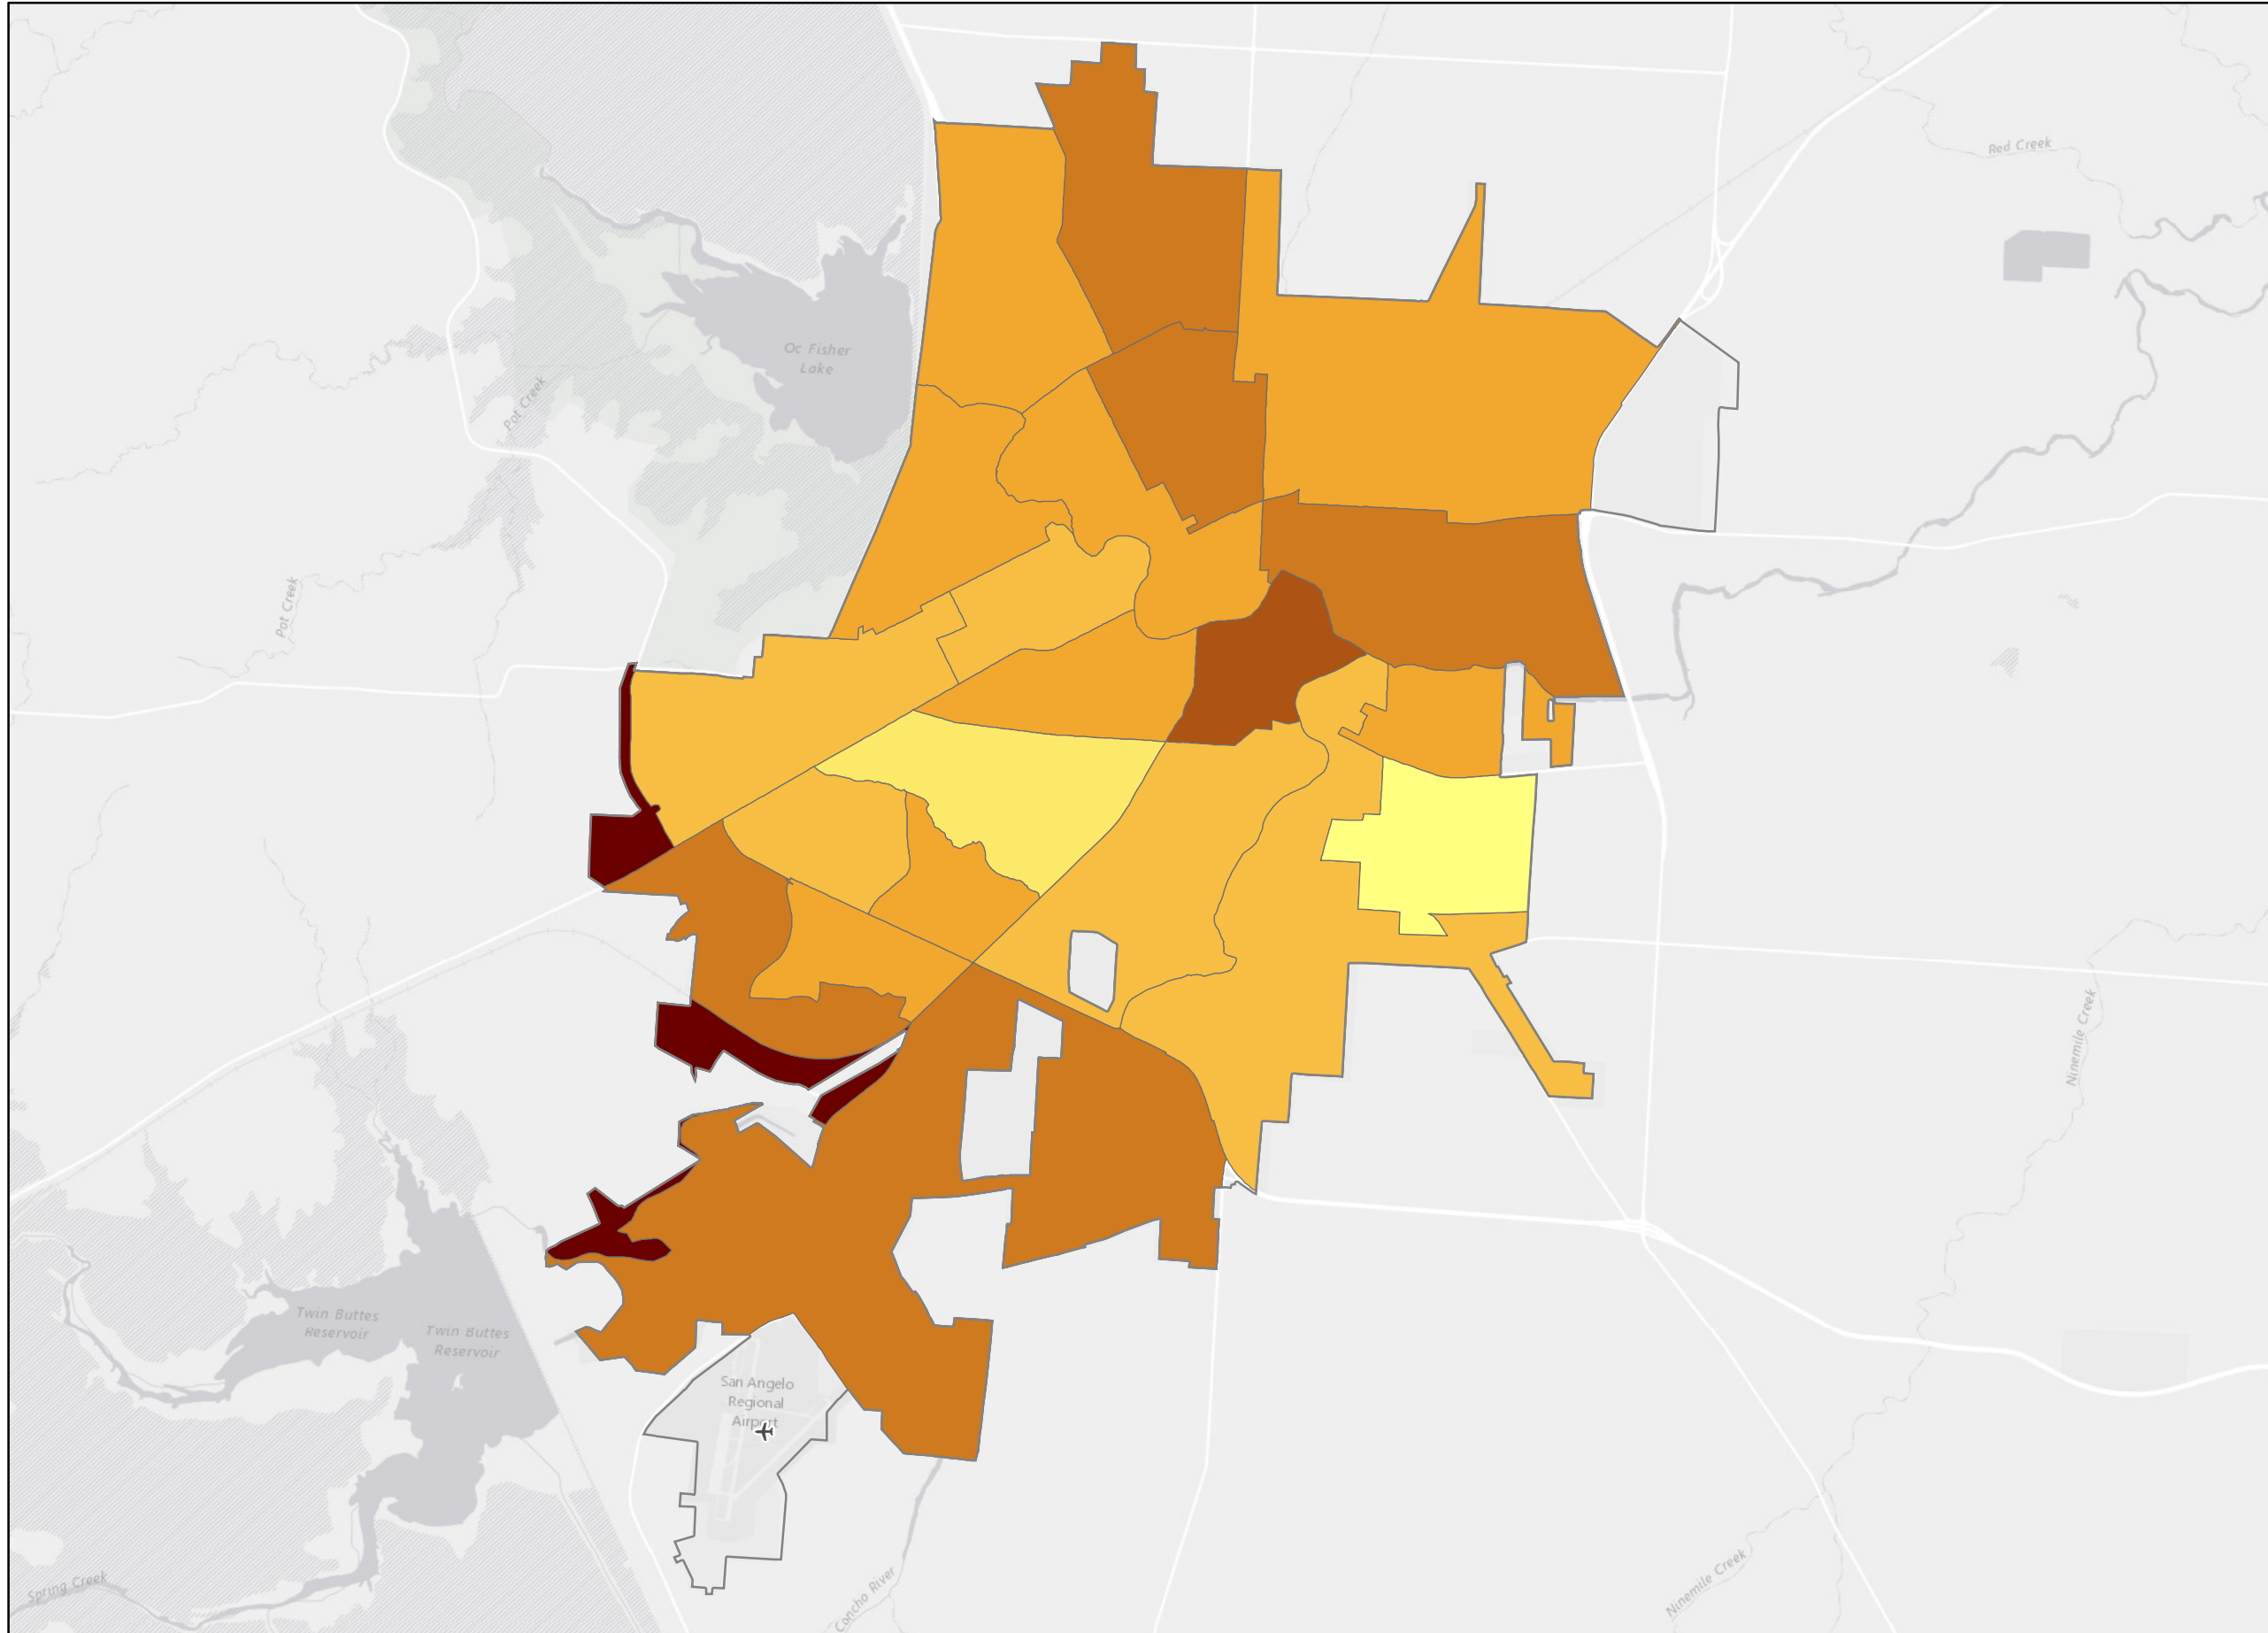 Red Creek
Oc Fisher
Lake
Pot Creek
Pot Creek
Ninemile Creek
Twin Buttes
Reservoir
Twin Buttes
Reservoir
San Angelo
Regional
Airport
Spring Creek
Concho River
Ninemile Creek